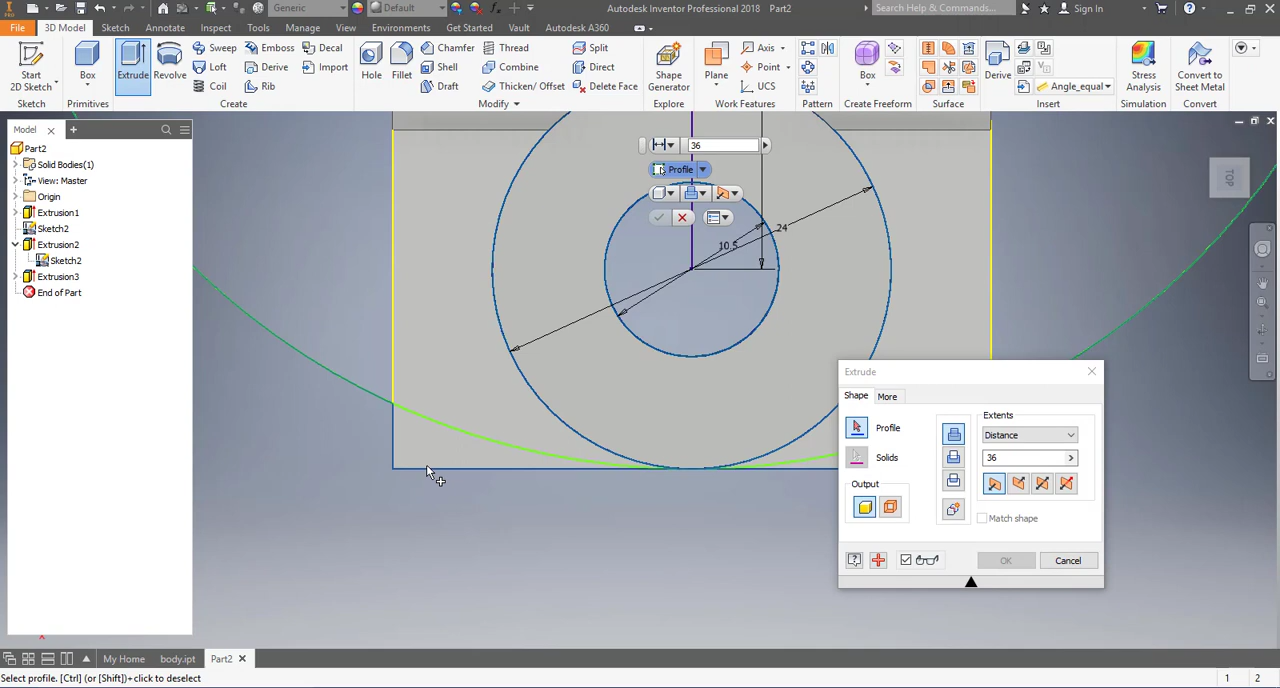 Generic
Default
Autodesk Inventor Professional 2018 Part2
Search Help & Commands...
Sign In
File
3D Model
Sketch
Annotate
Inspect
Tools
Manage
View
Environments
Get Started
Vault
Autodesk A360
Start
2D Sketch
Box
Extrude
Revolve
Sweep
Emboss
Decal
Loft
Derive
Import
Coil
Rib
Hole
Fillet
Chamfer
Thread
Split
Shell
Combine
Direct
Draft
Thicken/ Offset
Delete Face
Shape
Generator
Plane
Axis
Point
UCS
Box
Derive
Angle_equal
Stress
Analysis
Convert to
Sheet Metal
Sketch
Primitives
Create
Modify
Explore
Work Features
Pattern
Create Freeform
Surface
Insert
Simulation
Convert
Model
Part2
Solid Bodies(1)
View: Master
Origin
Extrusion1
Sketch2
Extrusion2
Sketch2
Extrusion3
End of Part
36
Profile
24
10.5
TOP
Extrude
Shape
More
Profile
Solids
Output
Extents
Distance
36
Match shape
OK
Cancel
My Home
body.ipt
Part2
Select profile. [Ctrl] (or [Shift])+click to deselect
1
2